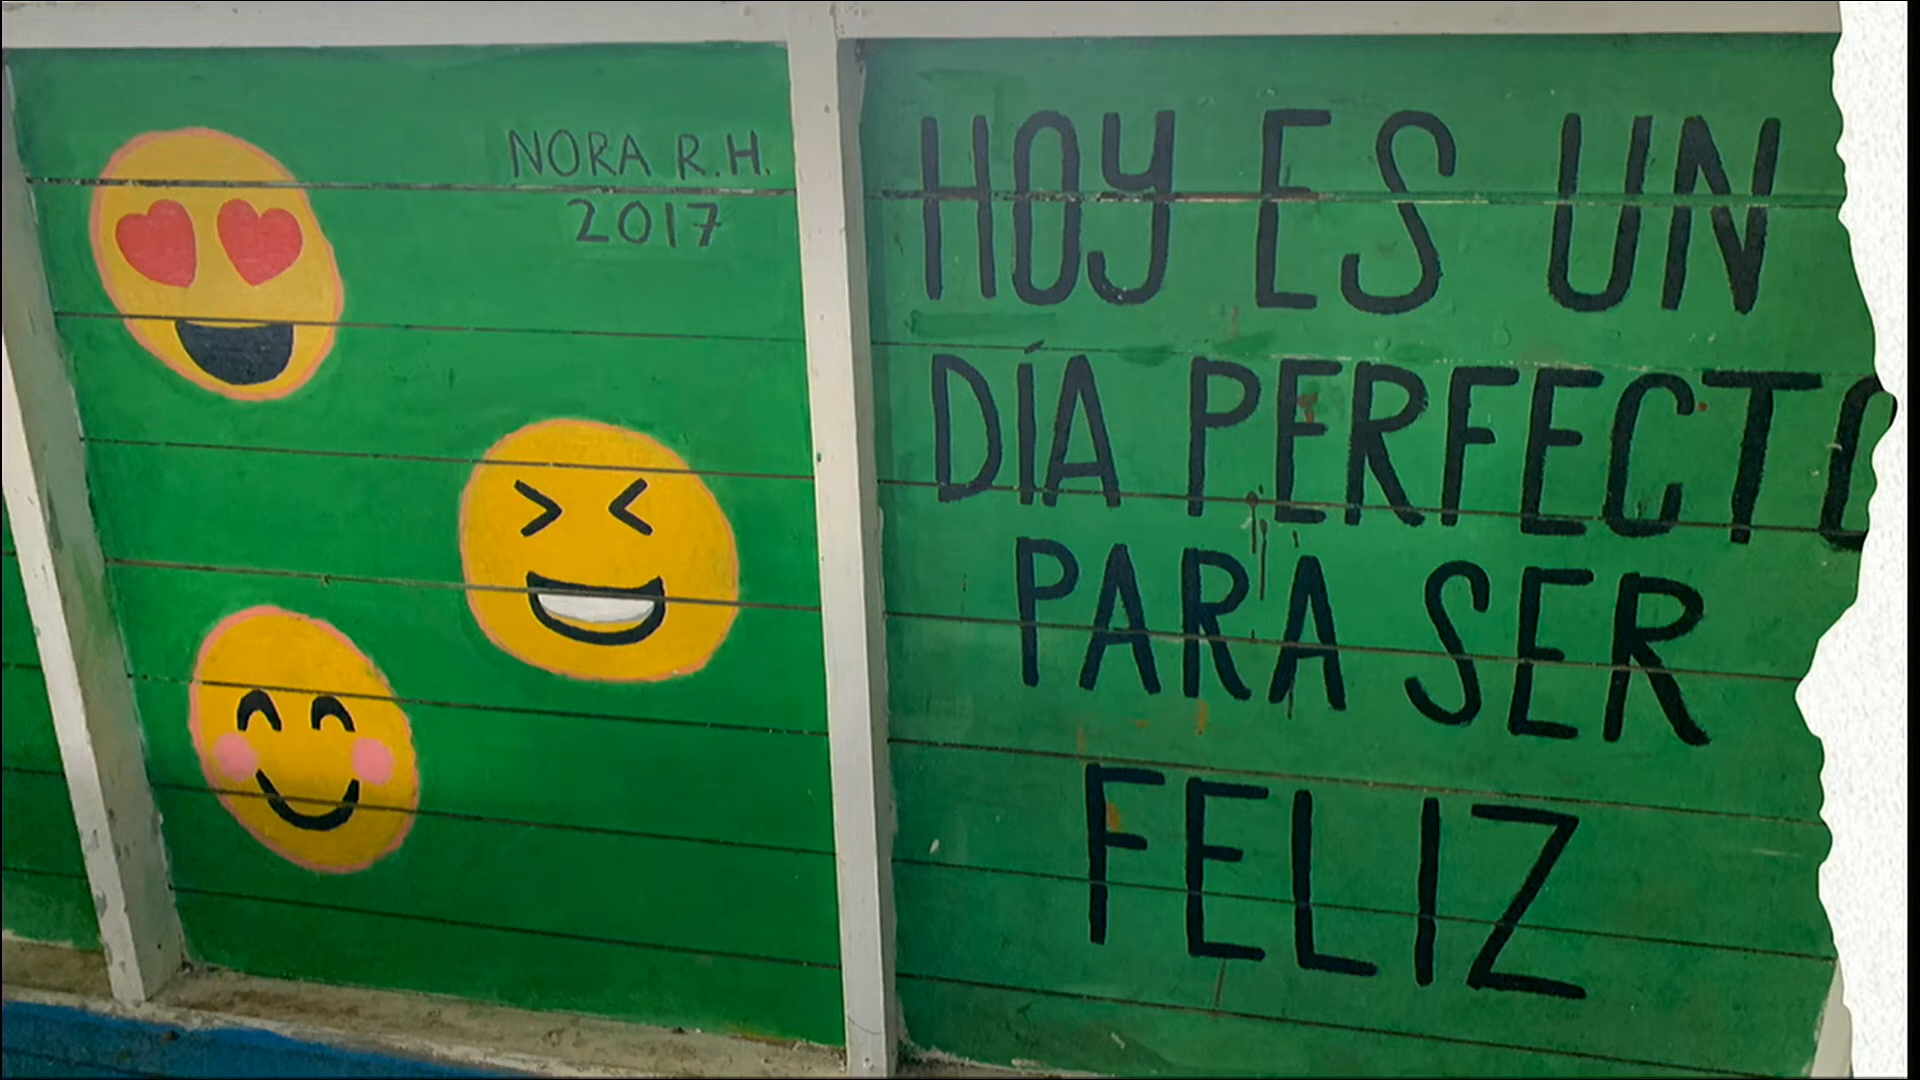 NORA R.H.
2017
HOY ES UN
DÍA PERFECTO
PARA SER
FELIZ